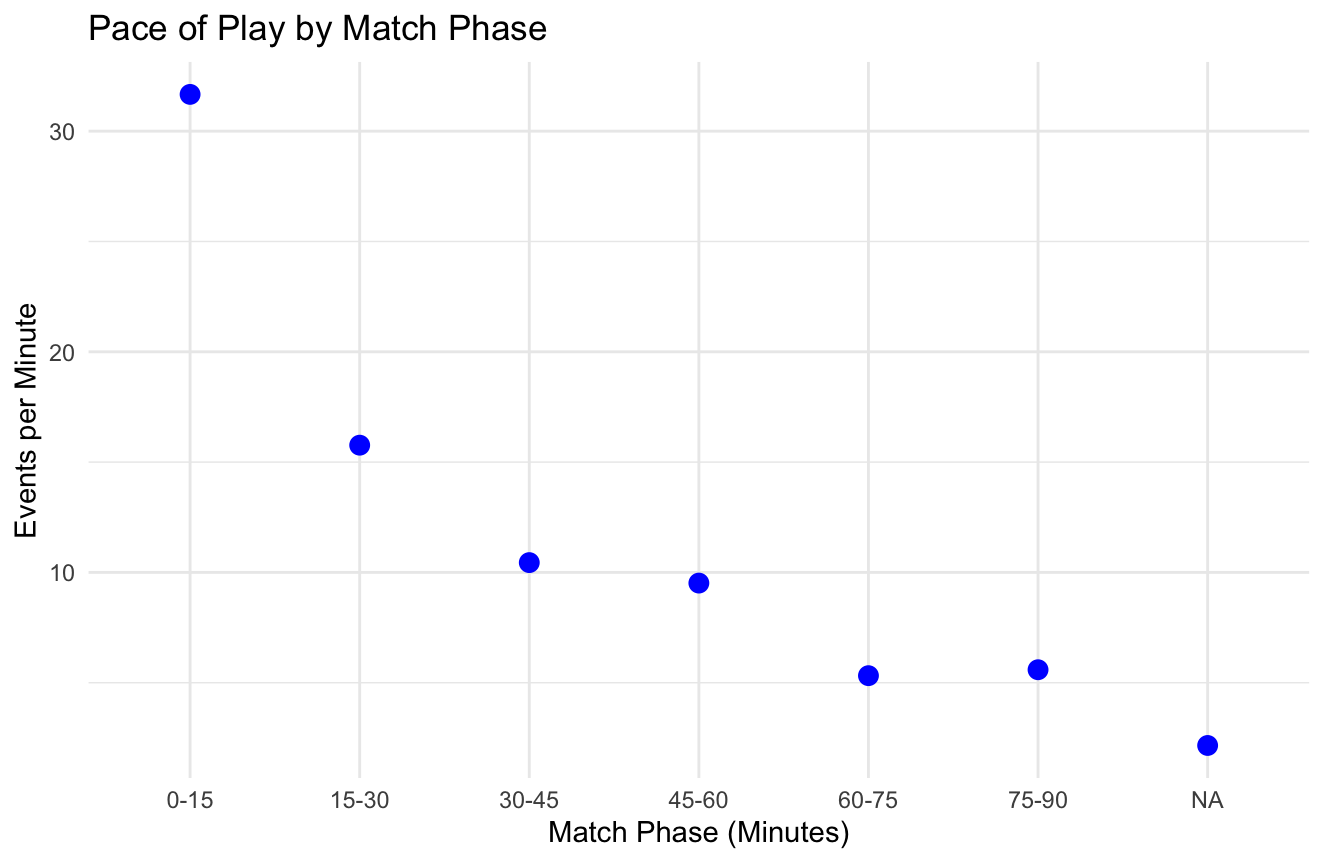 Pace of Play by Match Phase
Events per Minute
30
20
10
0-15 15-30 30-45 45-60 60-75 75-90 NA
Match Phase (Minutes)